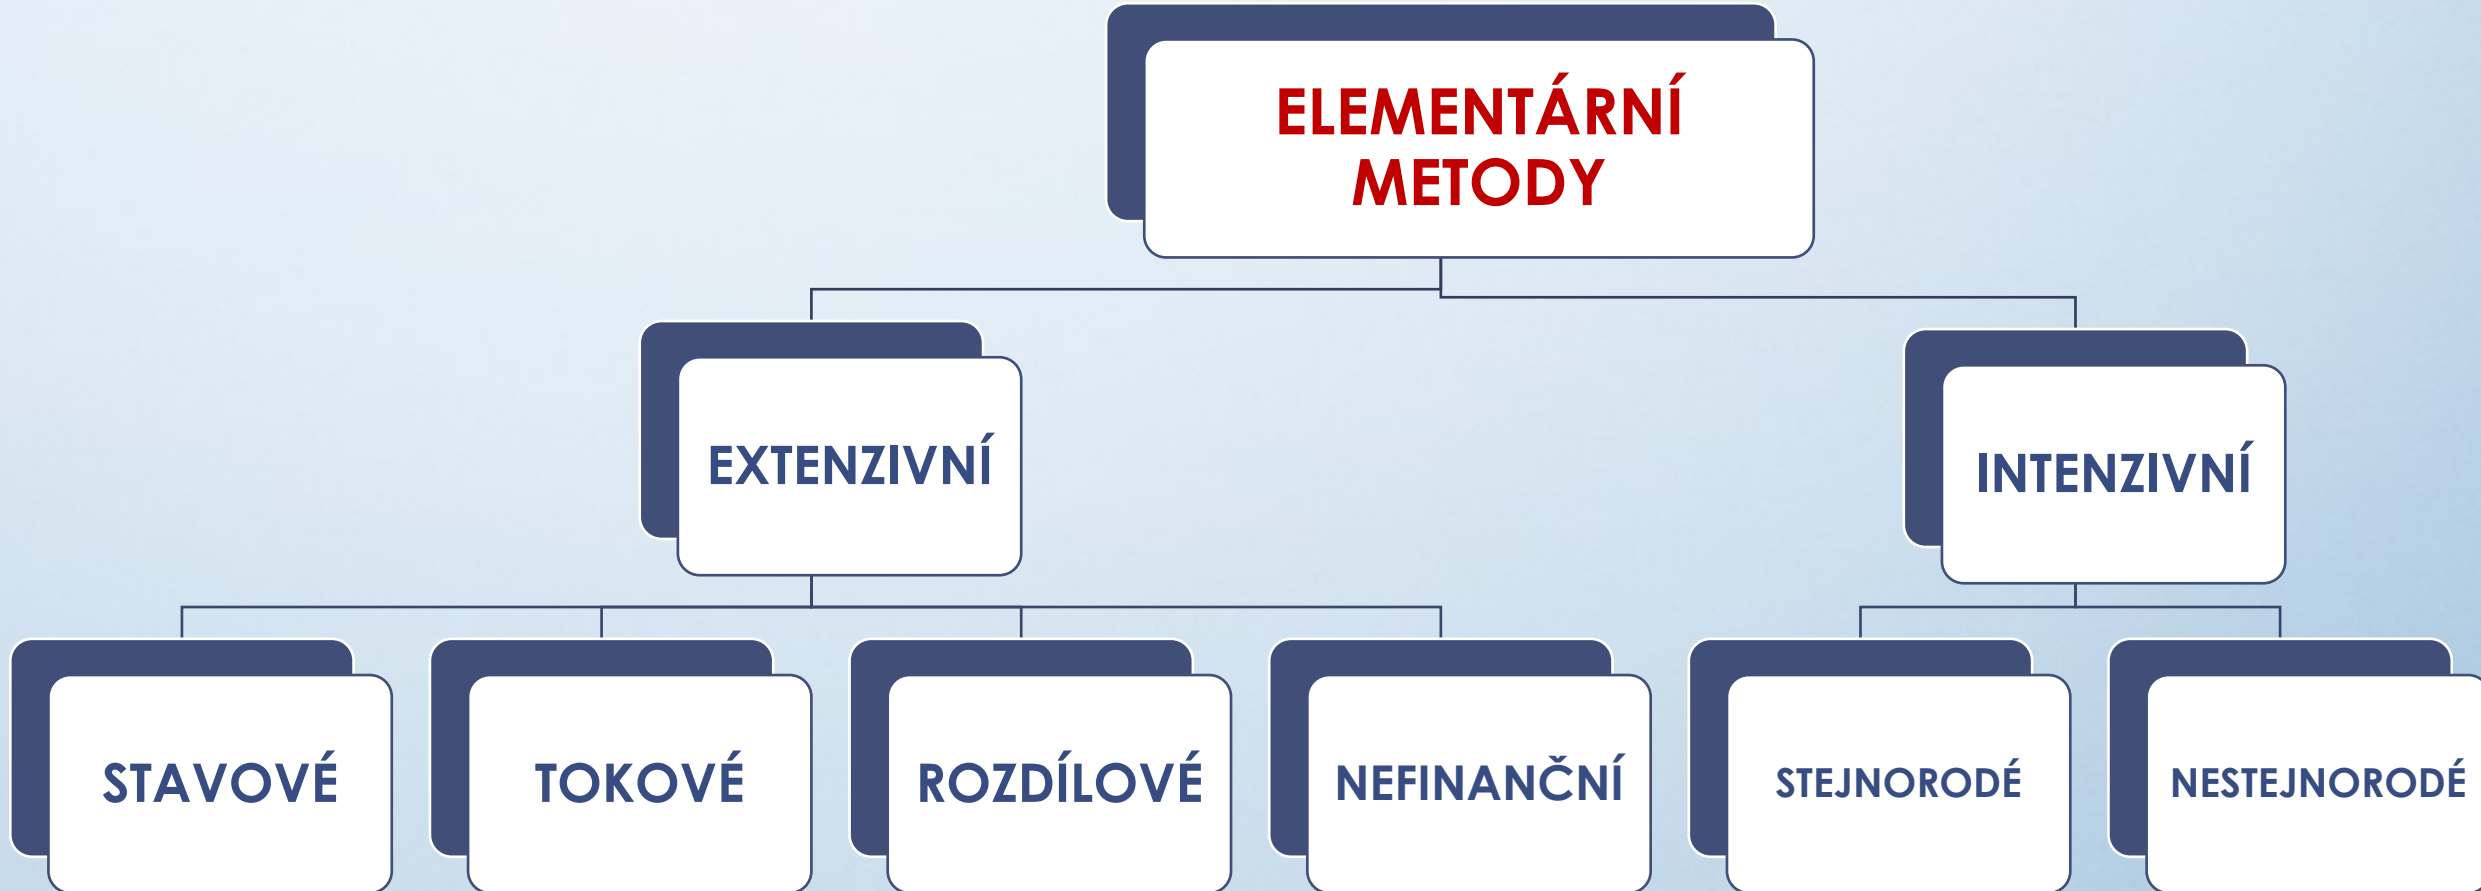 ELEMENTÁRNÍ
METODY
EXTENZIVNÍ
INTENZIVNÍ
STAVOVÉ
TOKOVÉ
ROZDÍLOVÉ
NEFINANČNÍ
STEJNORODÉ
NESTEJNORODÉ